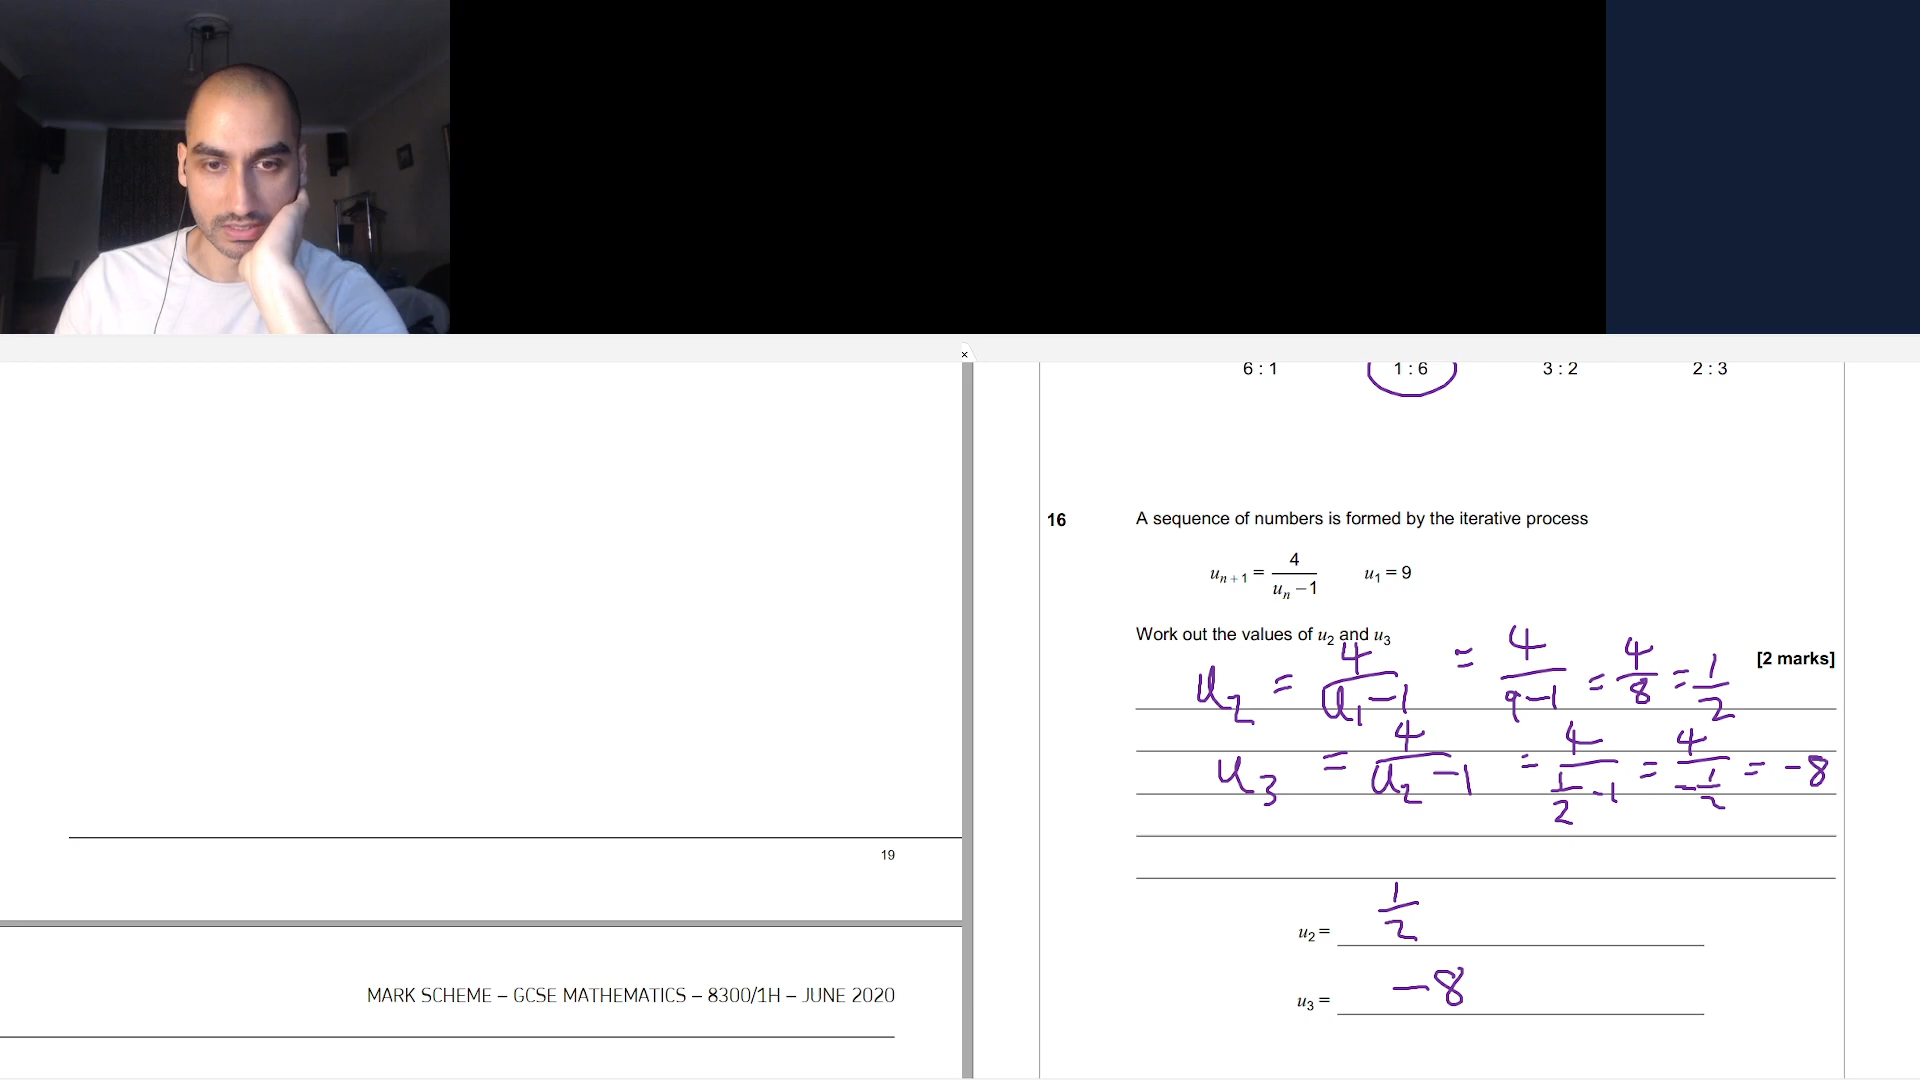 ×
6 : 1 1 : 6 3 : 2 2 : 3
19
MARK SCHEME – GCSE MATHEMATICS – 8300/1H – JUNE 2020
16 A sequence of numbers is formed by the iterative process
uₙ₊₁ = 4/(uₙ − 1) u₁ = 9
Work out the values of u₂ and u₃
[2 marks]
u₂ = 4/(u₁ − 1) = 4/(9 − 1) = 4/8 = 1/2
u₃ = 4/(u₂ − 1) = 4/(1/2 − 1) = 4/(−1/2) = −8
u₂ = 1/2
u₃ = −8